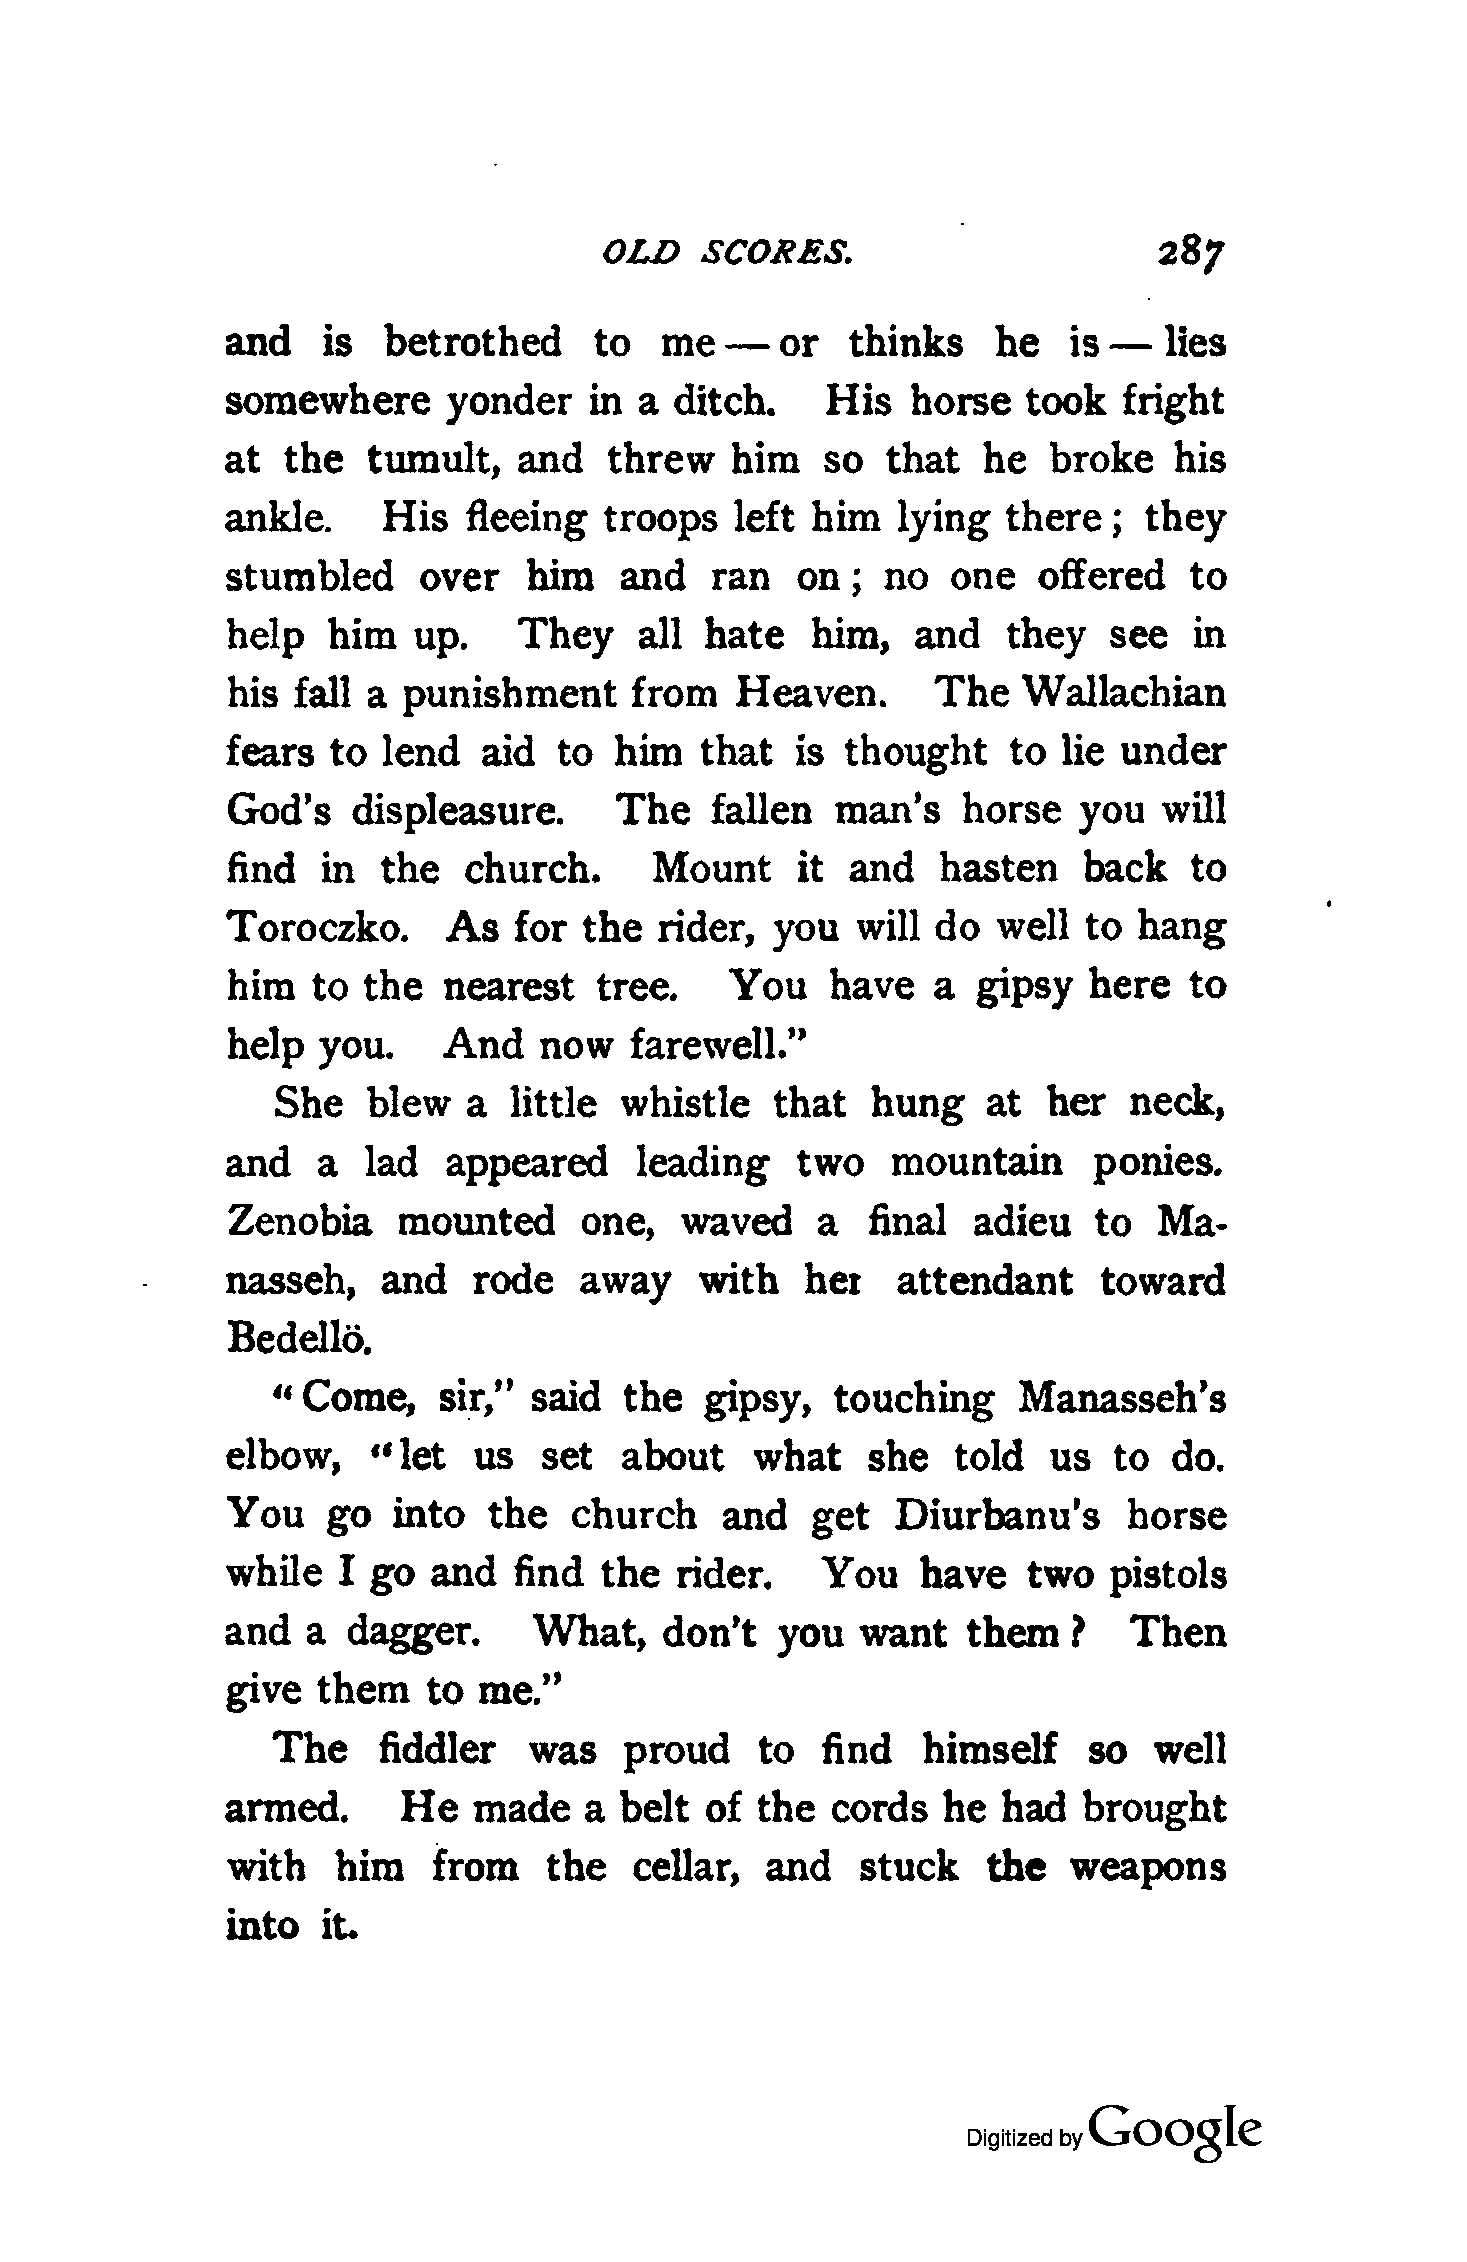 OLD SCORES. 287
and is betrothed to me — or thinks he is — lies
somewhere yonder in a ditch. His horse took fright
at the tumult, and threw him so that he broke his
ankle. His fleeing troops left him lying there; they
stumbled over him and ran on; no one offered to
help him up. They all hate him, and they see in
his fall a punishment from Heaven. The Wallachian
fears to lend aid to him that is thought to lie under
God's displeasure. The fallen man's horse you will
find in the church. Mount it and hasten back to
Toroczko. As for the rider, you will do well to hang
him to the nearest tree. You have a gipsy here to
help you. And now farewell."
She blew a little whistle that hung at her neck,
and a lad appeared leading two mountain ponies.
Zenobia mounted one, waved a final adieu to Ma-
nasseh, and rode away with her attendant toward
Bedellö.
"Come, sir," said the gipsy, touching Manasseh's
elbow, "let us set about what she told us to do.
You go into the church and get Diurbanu's horse
while I go and find the rider. You have two pistols
and a dagger. What, don't you want them? Then
give them to me."
The fiddler was proud to find himself so well
armed. He made a belt of the cords he had brought
with him from the cellar, and stuck the weapons
into it.
Digitized by Google